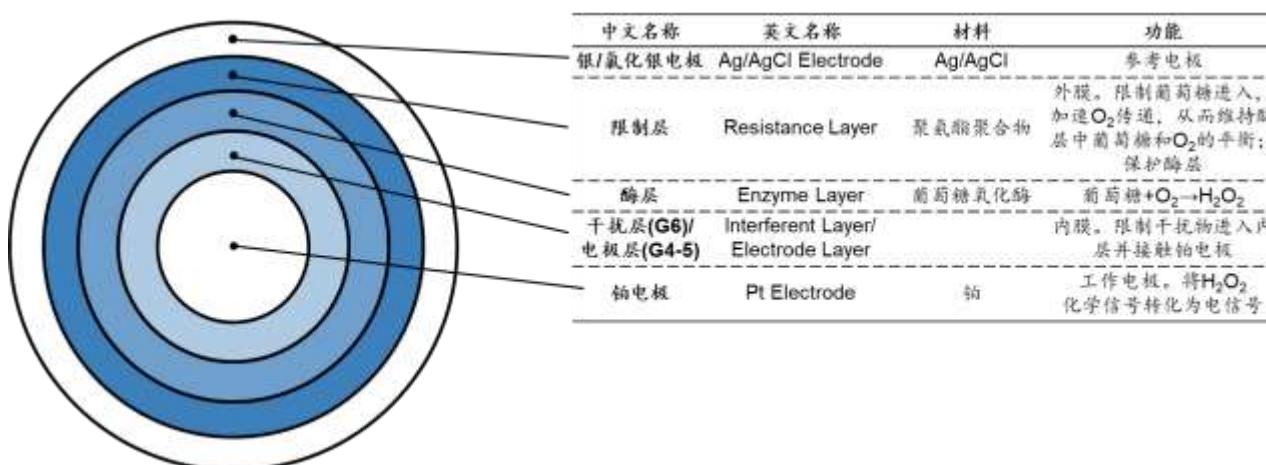 中文名称 英文名称 材料 功能
银/氯化银电极 Ag/AgCl Electrode Ag/AgCl 参考电极
外膜。限制葡萄糖进入,
加速O₂传递,从而维持酶
限制层 Resistance Layer 聚氨酯聚合物
层中葡萄糖和O₂的平衡;
保护酶层
酶层 Enzyme Layer 葡萄糖氧化酶 葡萄糖+O₂→H₂O₂
干扰层(G6)/ Interferent Layer/ 内膜。限制干扰物进入内
电极层(G4-5) Electrode Layer 层并接触铂电极
工作电极。将H₂O₂
铂电极 Pt Electrode 铂
化学信号转化为电信号